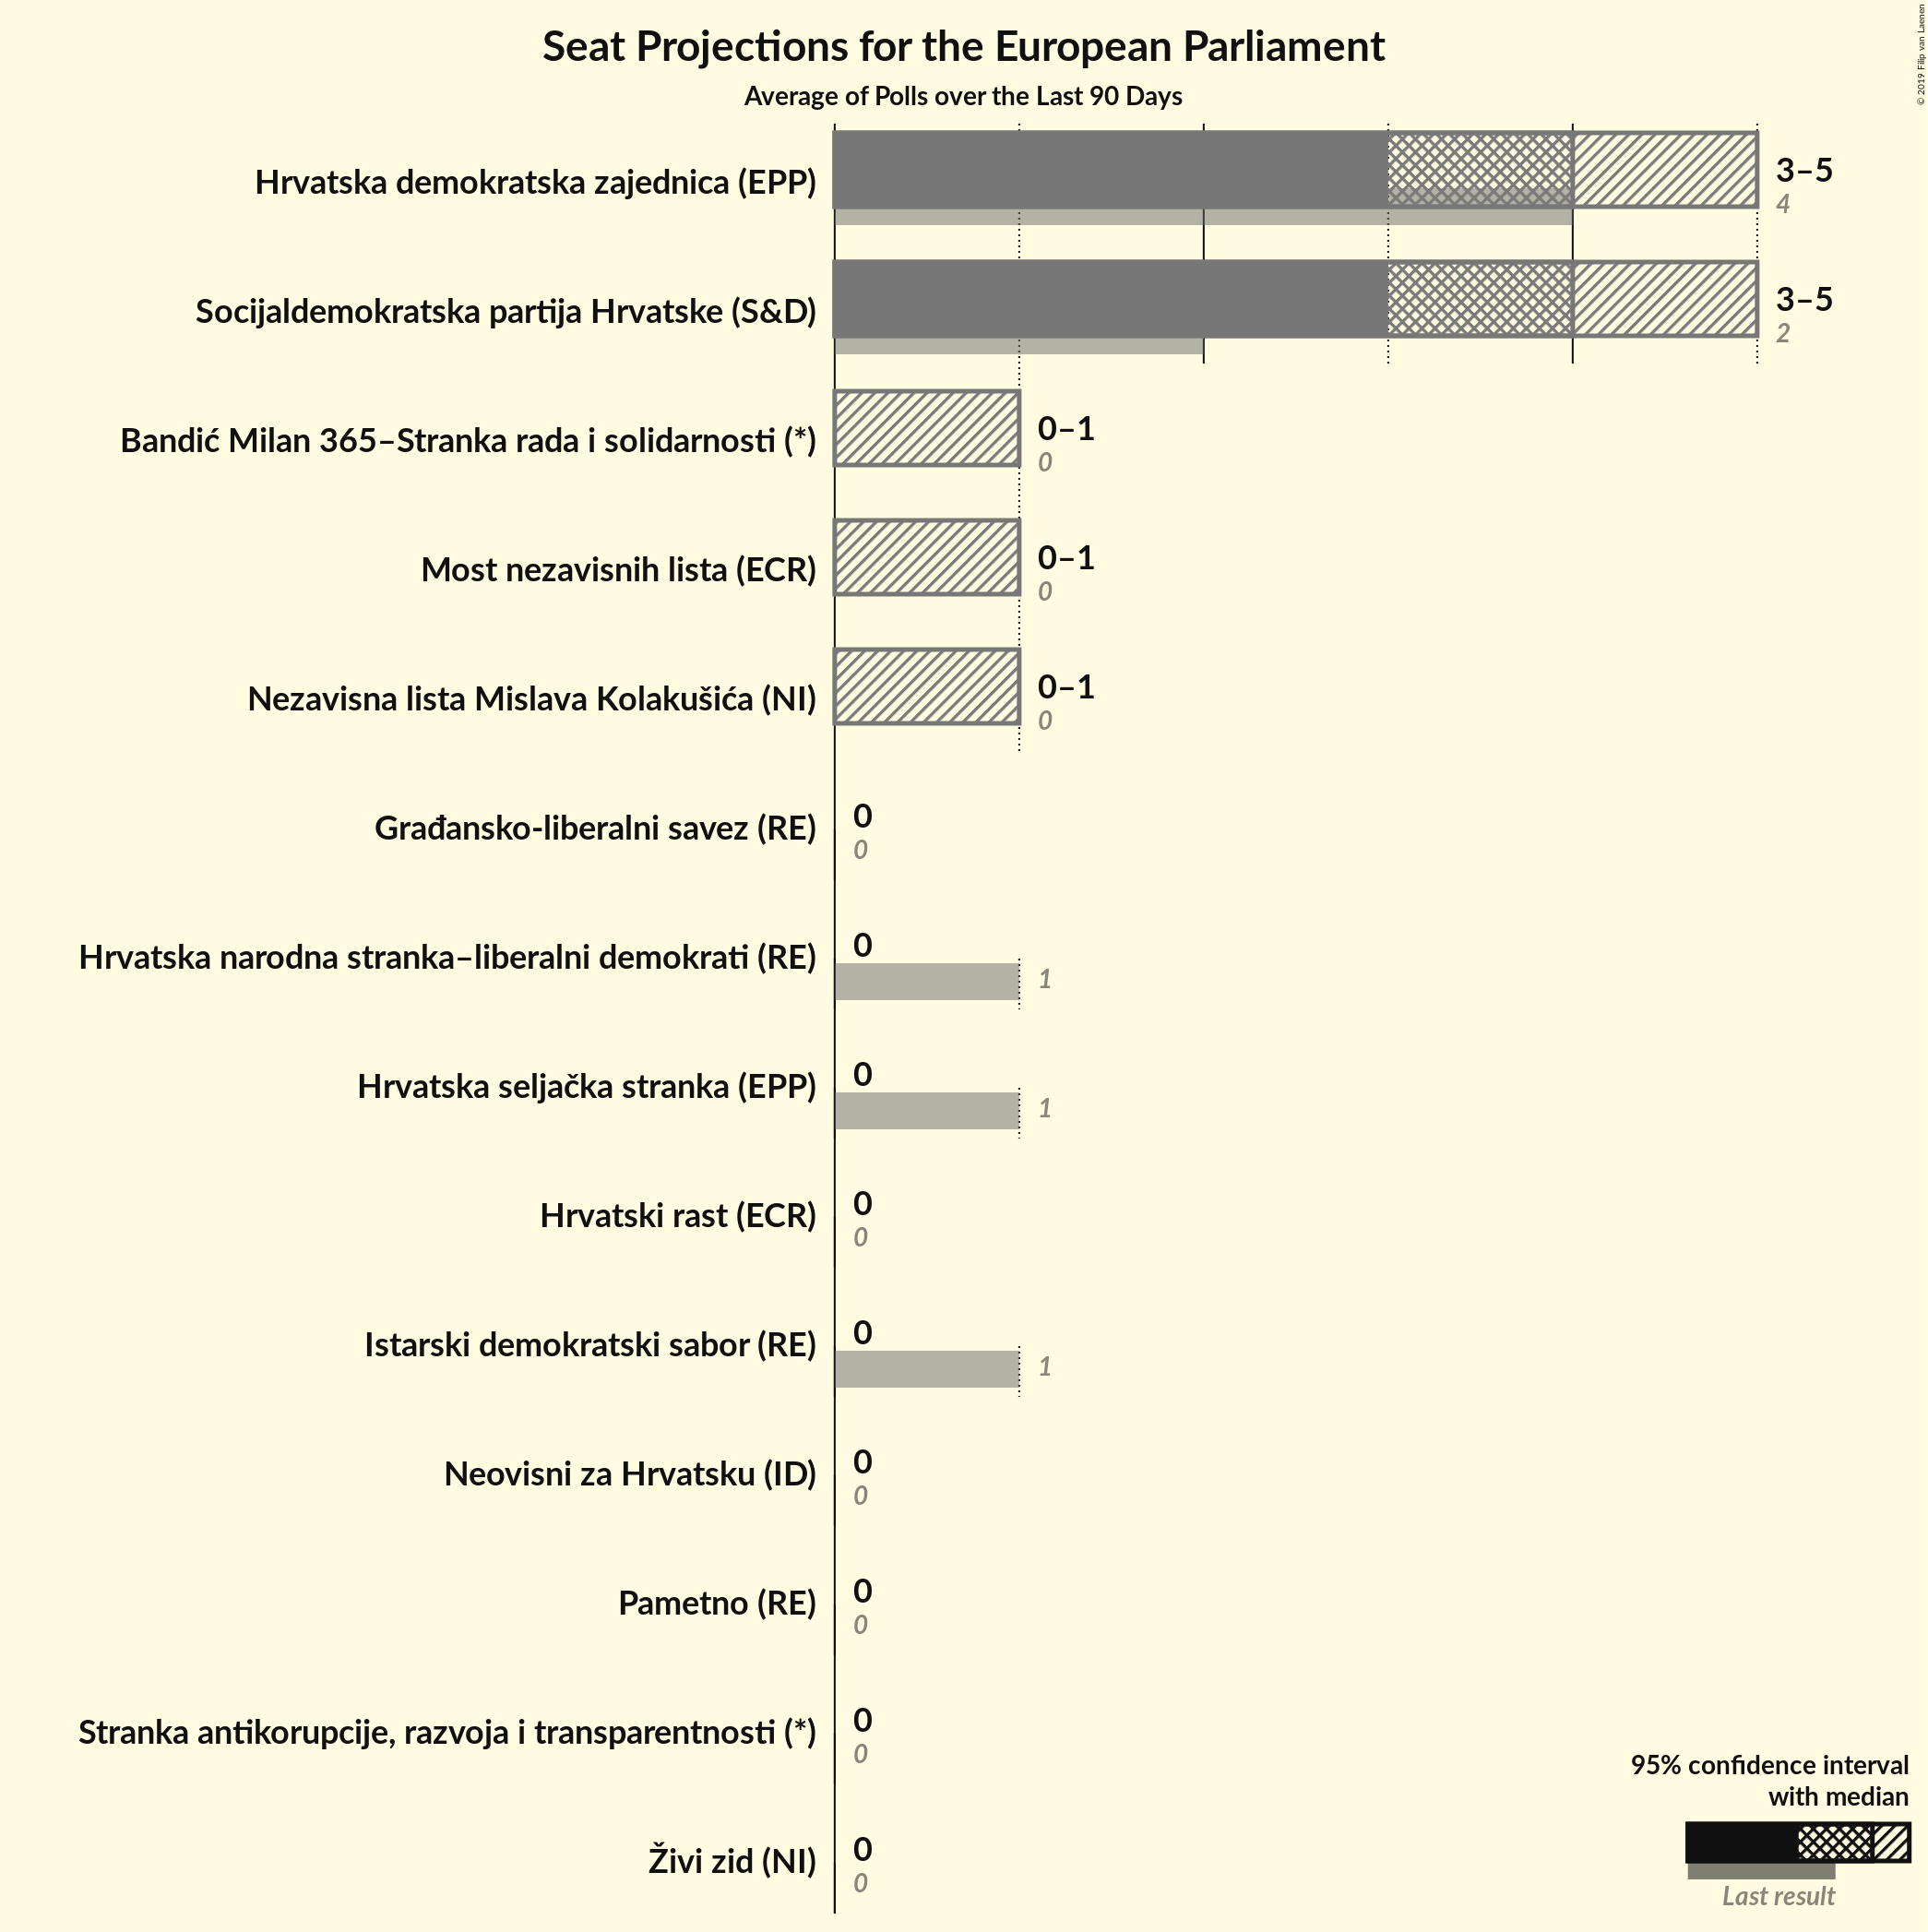 Seat Projections for the European Parliament
Average of Polls over the Last 90 Days
© 2019 Filip van Laenen
Hrvatska demokratska zajednica (EPP)
3–5
4
Socijaldemokratska partija Hrvatske (S&D)
3–5
2
Bandić Milan 365–Stranka rada i solidarnosti (*)
0–1
0
Most nezavisnih lista (ECR)
0–1
0
Nezavisna lista Mislava Kolakušića (NI)
0–1
0
Građansko-liberalni savez (RE)
0
0
Hrvatska narodna stranka–liberalni demokrati (RE)
0
1
Hrvatska seljačka stranka (EPP)
0
1
Hrvatski rast (ECR)
0
0
Istarski demokratski sabor (RE)
0
1
Neovisni za Hrvatsku (ID)
0
0
Pametno (RE)
0
0
Stranka antikorupcije, razvoja i transparentnosti (*)
0
0
Živi zid (NI)
0
0
95% confidence interval
with median
Last result